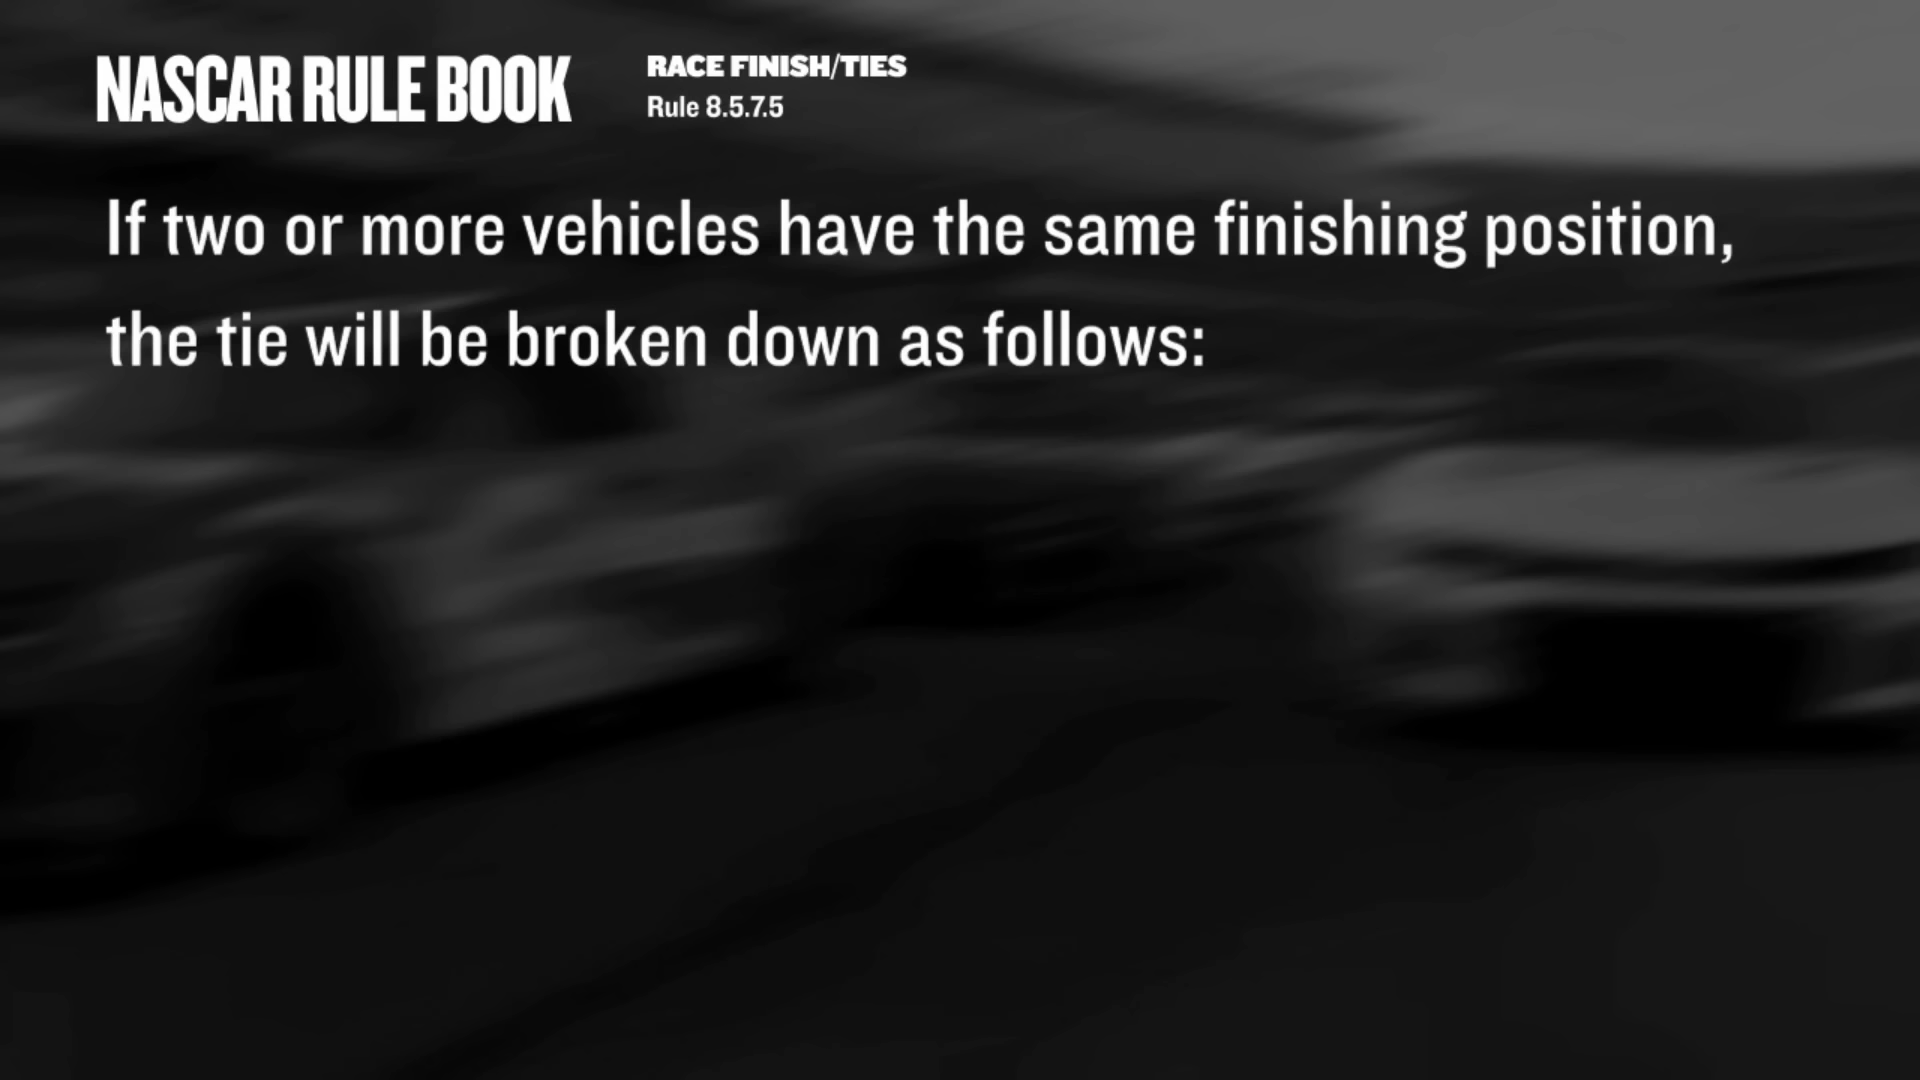 NASCAR RULE BOOK
RACE FINISH/TIES
Rule 8.5.7.5
If two or more vehicles have the same finishing position,
the tie will be broken down as follows: